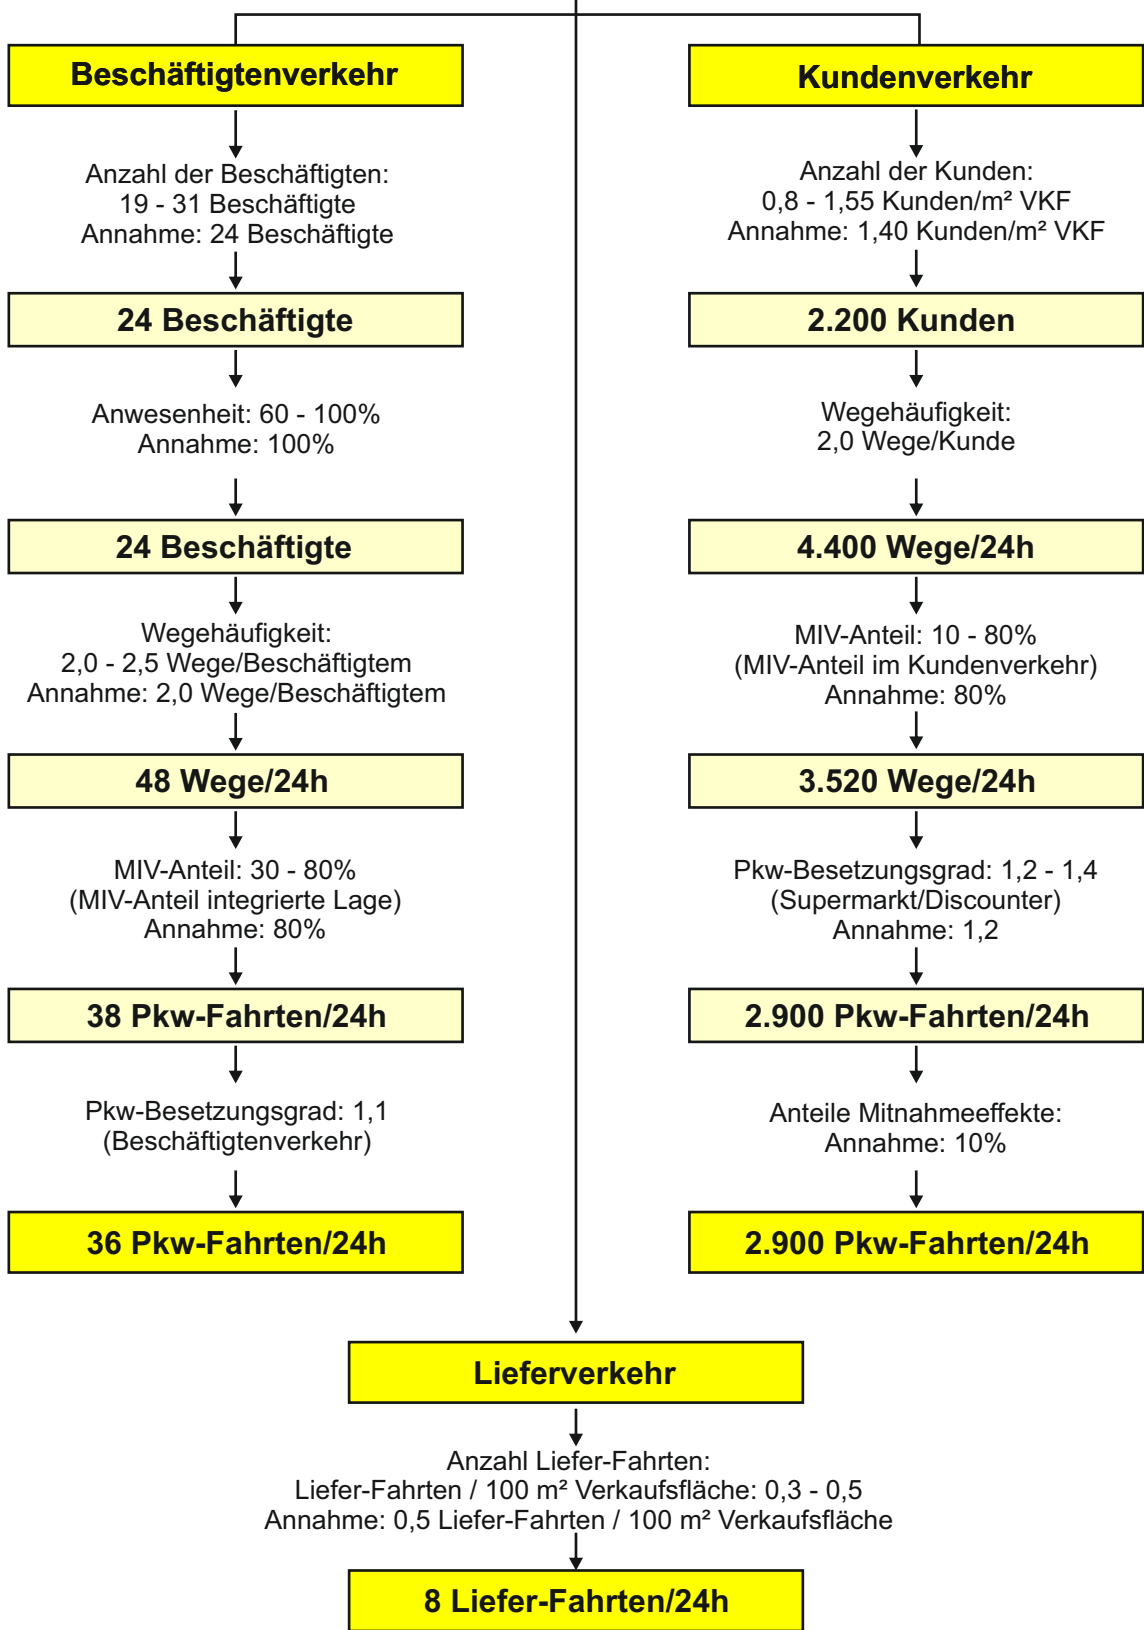 Beschäftigtenverkehr
Anzahl der Beschäftigten:
19 - 31 Beschäftigte
Annahme: 24 Beschäftigte
24 Beschäftigte
Anwesenheit: 60 - 100%
Annahme: 100%
24 Beschäftigte
Wegehäufigkeit:
2,0 - 2,5 Wege/Beschäftigtem
Annahme: 2,0 Wege/Beschäftigtem
48 Wege/24h
MIV-Anteil: 30 - 80%
(MIV-Anteil integrierte Lage)
Annahme: 80%
38 Pkw-Fahrten/24h
Pkw-Besetzungsgrad: 1,1
(Beschäftigtenverkehr)
36 Pkw-Fahrten/24h
Kundenverkehr
Anzahl der Kunden:
0,8 - 1,55 Kunden/m² VKF
Annahme: 1,40 Kunden/m² VKF
2.200 Kunden
Wegehäufigkeit:
2,0 Wege/Kunde
4.400 Wege/24h
MIV-Anteil: 10 - 80%
(MIV-Anteil im Kundenverkehr)
Annahme: 80%
3.520 Wege/24h
Pkw-Besetzungsgrad: 1,2 - 1,4
(Supermarkt/Discounter)
Annahme: 1,2
2.900 Pkw-Fahrten/24h
Anteile Mitnahmeeffekte:
Annahme: 10%
2.900 Pkw-Fahrten/24h
Lieferverkehr
Anzahl Liefer-Fahrten:
Liefer-Fahrten / 100 m² Verkaufsfläche: 0,3 - 0,5
Annahme: 0,5 Liefer-Fahrten / 100 m² Verkaufsfläche
8 Liefer-Fahrten/24h